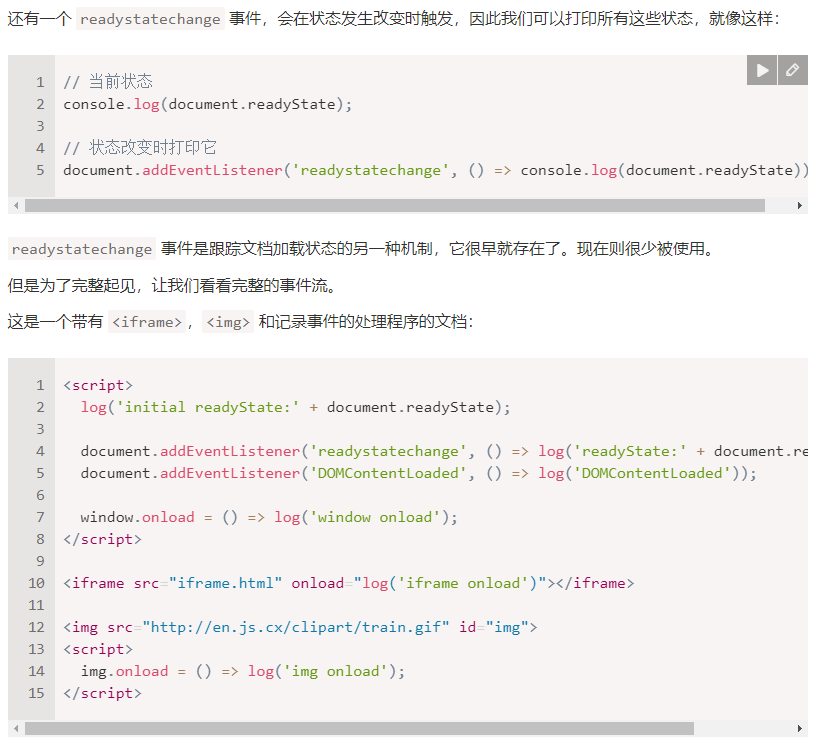 还有一个 readystatechange 事件，会在状态发生改变时触发，因此我们可以打印所有这些状态，就像这样：
1 // 当前状态
2 console.log(document.readyState);
3
4 // 状态改变时打印它
5 document.addEventListener('readystatechange', () => console.log(document.readyState))
readystatechange 事件是跟踪文档加载状态的另一种机制，它很早就存在了。现在则很少被使用。
但是为了完整起见，让我们看看完整的事件流。
这是一个带有 <iframe>，<img> 和记录事件的处理程序的文档：
1 <script>
2   log('initial readyState:' + document.readyState);
3
4   document.addEventListener('readystatechange', () => log('readyState:' + document.re
5   document.addEventListener('DOMContentLoaded', () => log('DOMContentLoaded'));
6
7   window.onload = () => log('window onload');
8 </script>
9
10 <iframe src="iframe.html" onload="log('iframe onload')"></iframe>
11
12 <img src="http://en.js.cx/clipart/train.gif" id="img">
13 <script>
14   img.onload = () => log('img onload');
15 </script>